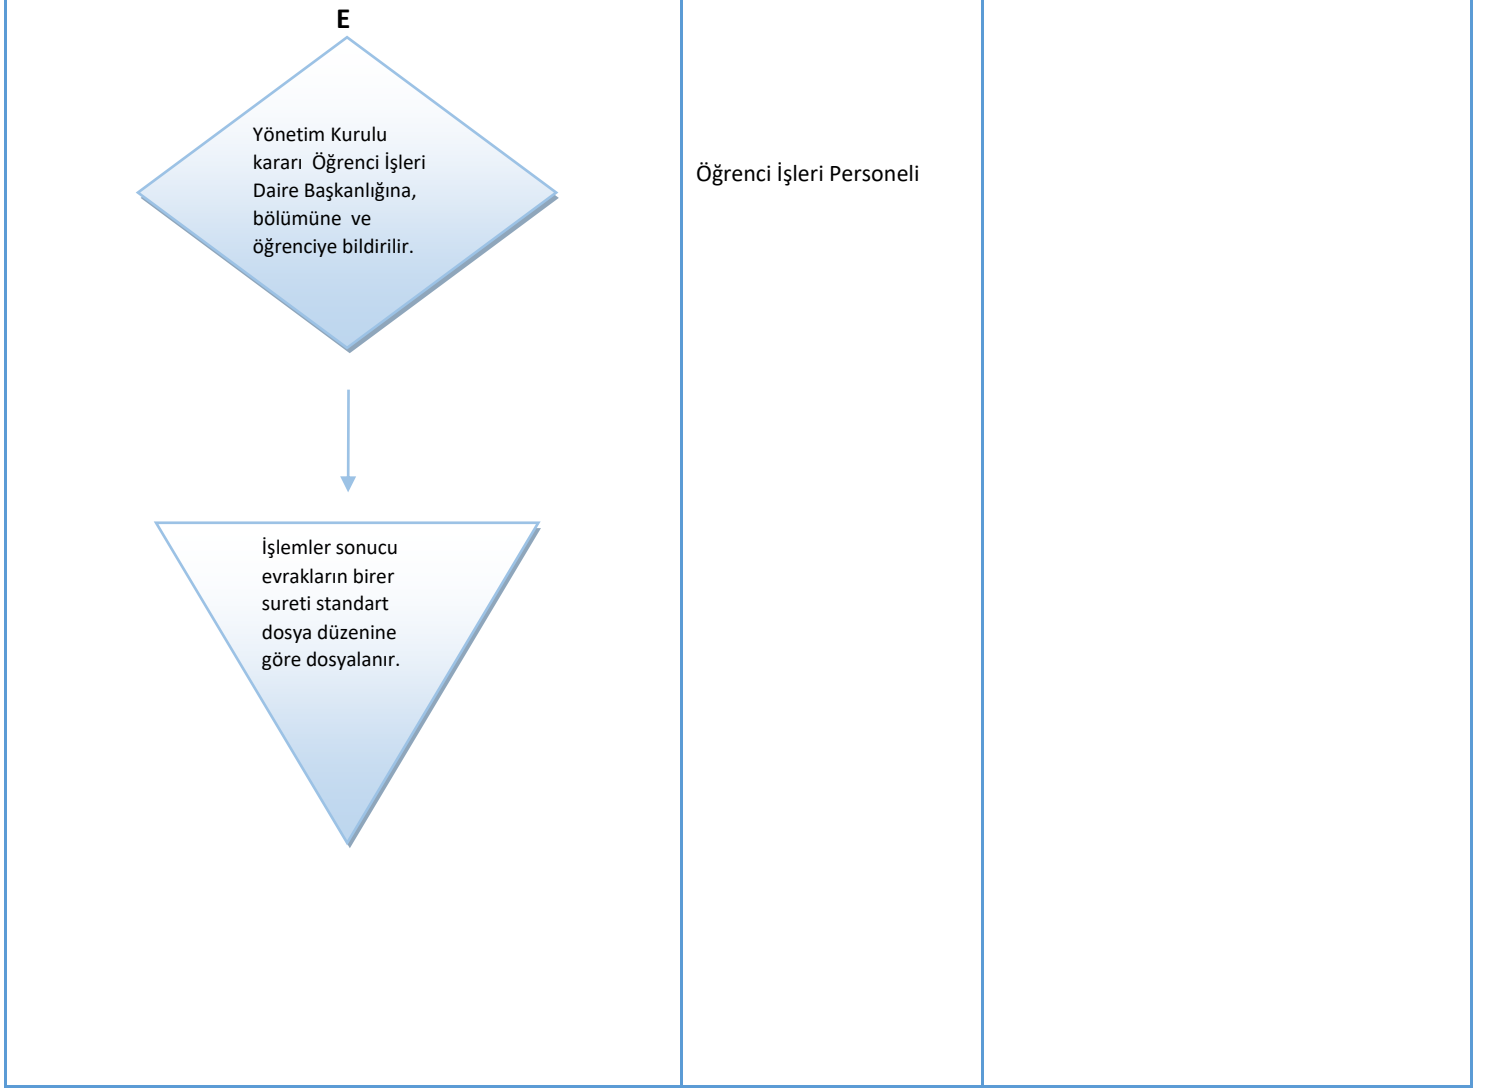 E
Yönetim Kurulu
kararı  Öğrenci İşleri
Daire Başkanlığına,
bölümüne  ve
öğrenciye bildirilir.
Öğrenci İşleri Personeli
İşlemler sonucu
evrakların birer
sureti standart
dosya düzenine
göre dosyalanır.